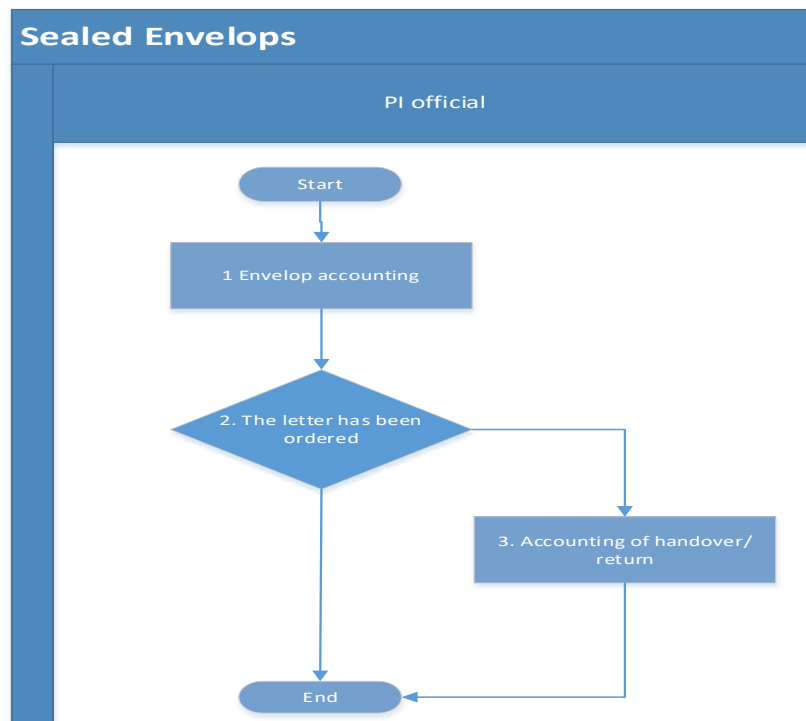 Sealed Envelops
PI official
Start
1 Envelop accounting
2. The letter has been
ordered
3. Accounting of handover/
return
End